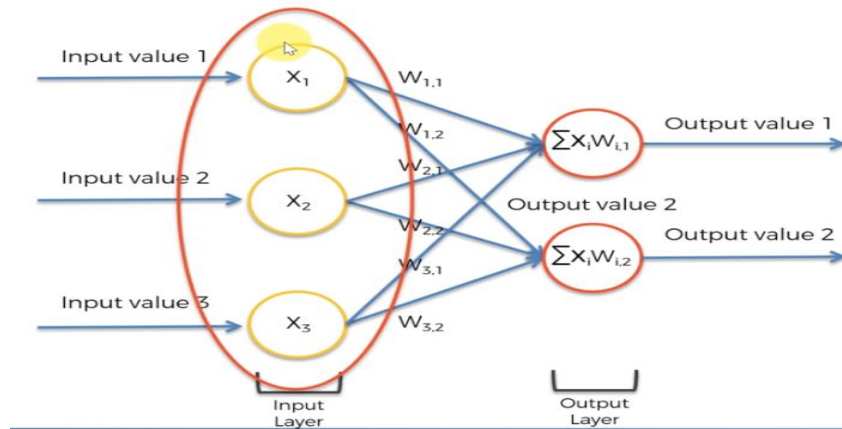 Input value 1
X₁
W₁,₁
W₁,₂
Output value 1
∑XᵢWᵢ,₁
W₂,₁
Input value 2
X₂
Output value 2
W₂,₂
Output value 2
∑XᵢWᵢ,₂
W₃,₁
Input value 3
X₃
W₃,₂
Input
Layer
Output
Layer